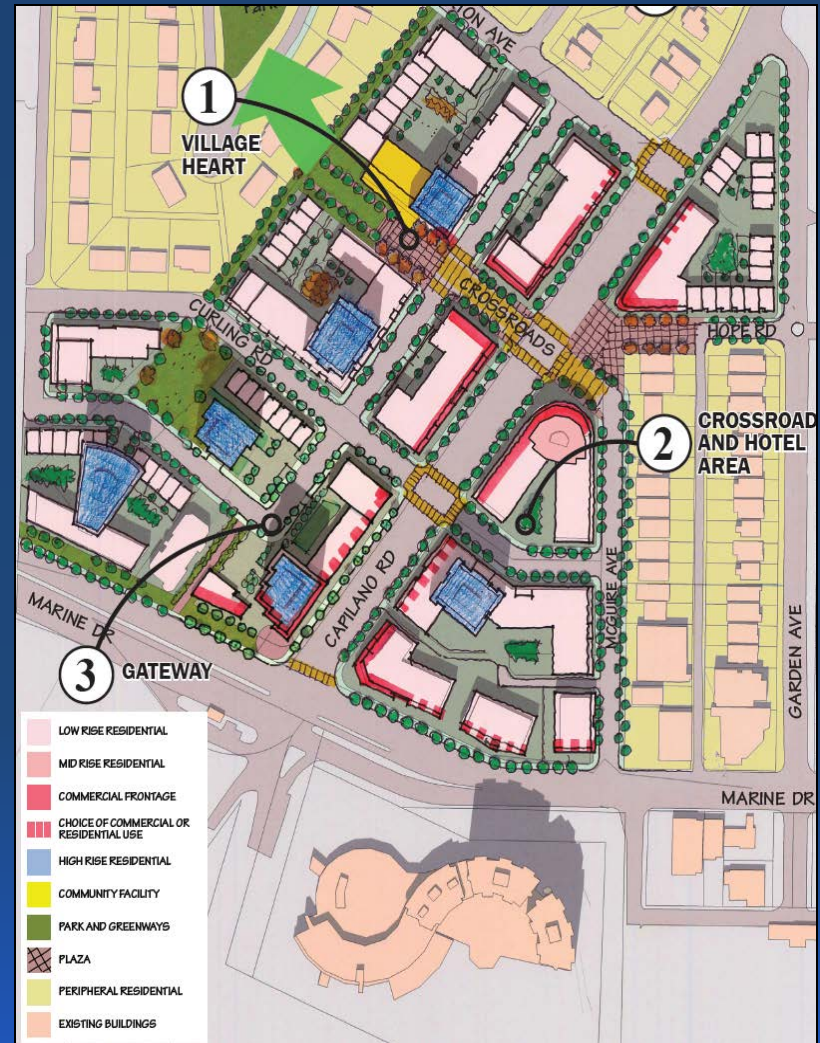 AVE
1
VILLAGE
HEART
CROSSROADS
CURLING RD
HOPE RD
2
CROSSROAD
AND HOTEL
AREA
CAPILANO RD
MCGUIRE AVE
GARDEN AVE
MARINE DR
3
GATEWAY
MARINE DR
LOW RISE RESIDENTIAL
MID RISE RESIDENTIAL
COMMERCIAL FRONTAGE
CHOICE OF COMMERCIAL OR
RESIDENTIAL USE
HIGH RISE RESIDENTIAL
COMMUNITY FACILITY
PARK AND GREENWAYS
PLAZA
PERIPHERAL RESIDENTIAL
EXISTING BUILDINGS